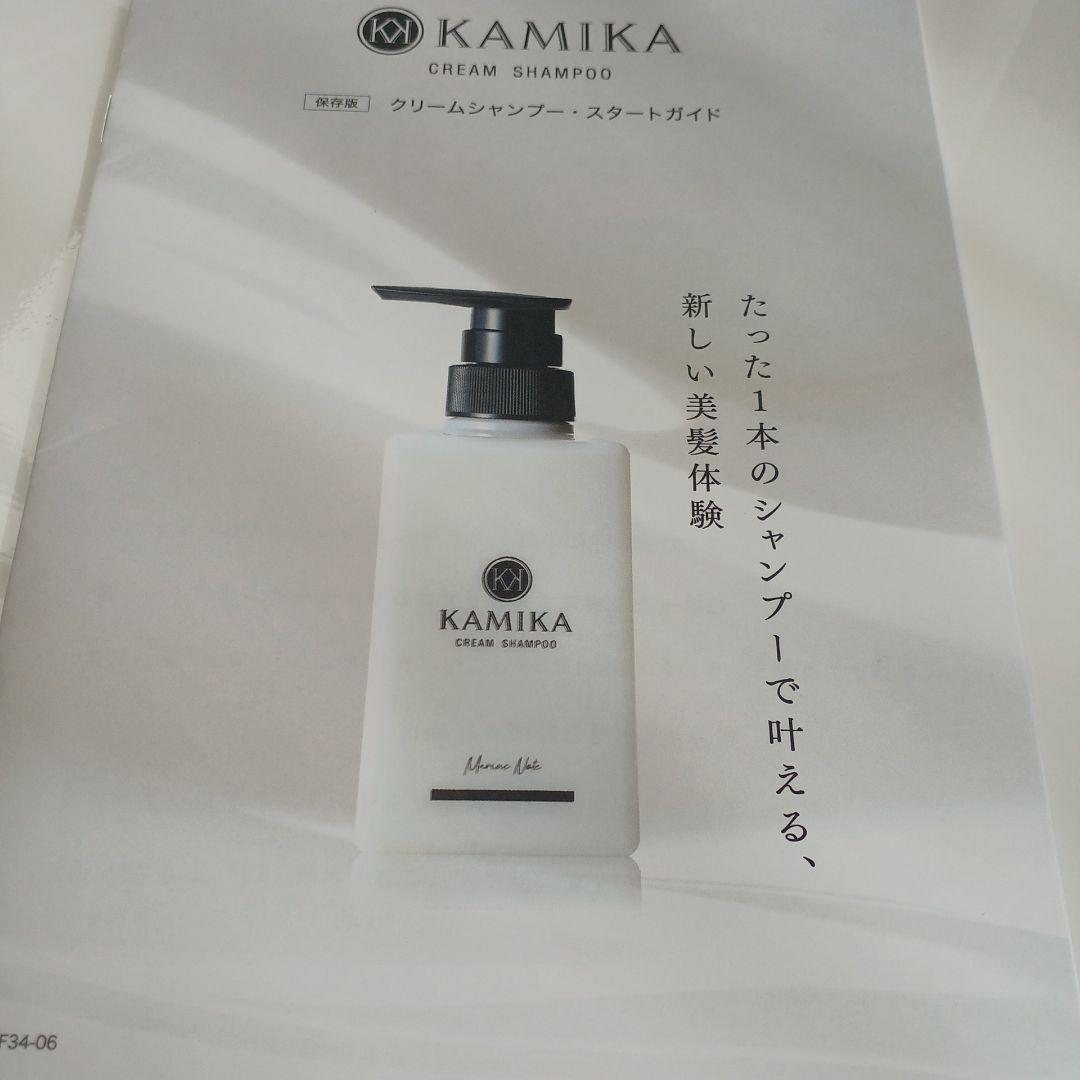 KAMIKA
CREAM SHAMPOO
保存版 クリームシャンプー・スタートガイド
たった1本のシャンプーで叶える、
新しい美髪体験
KAMIKA
CREAM SHAMPOO
Marine Note
F34-06